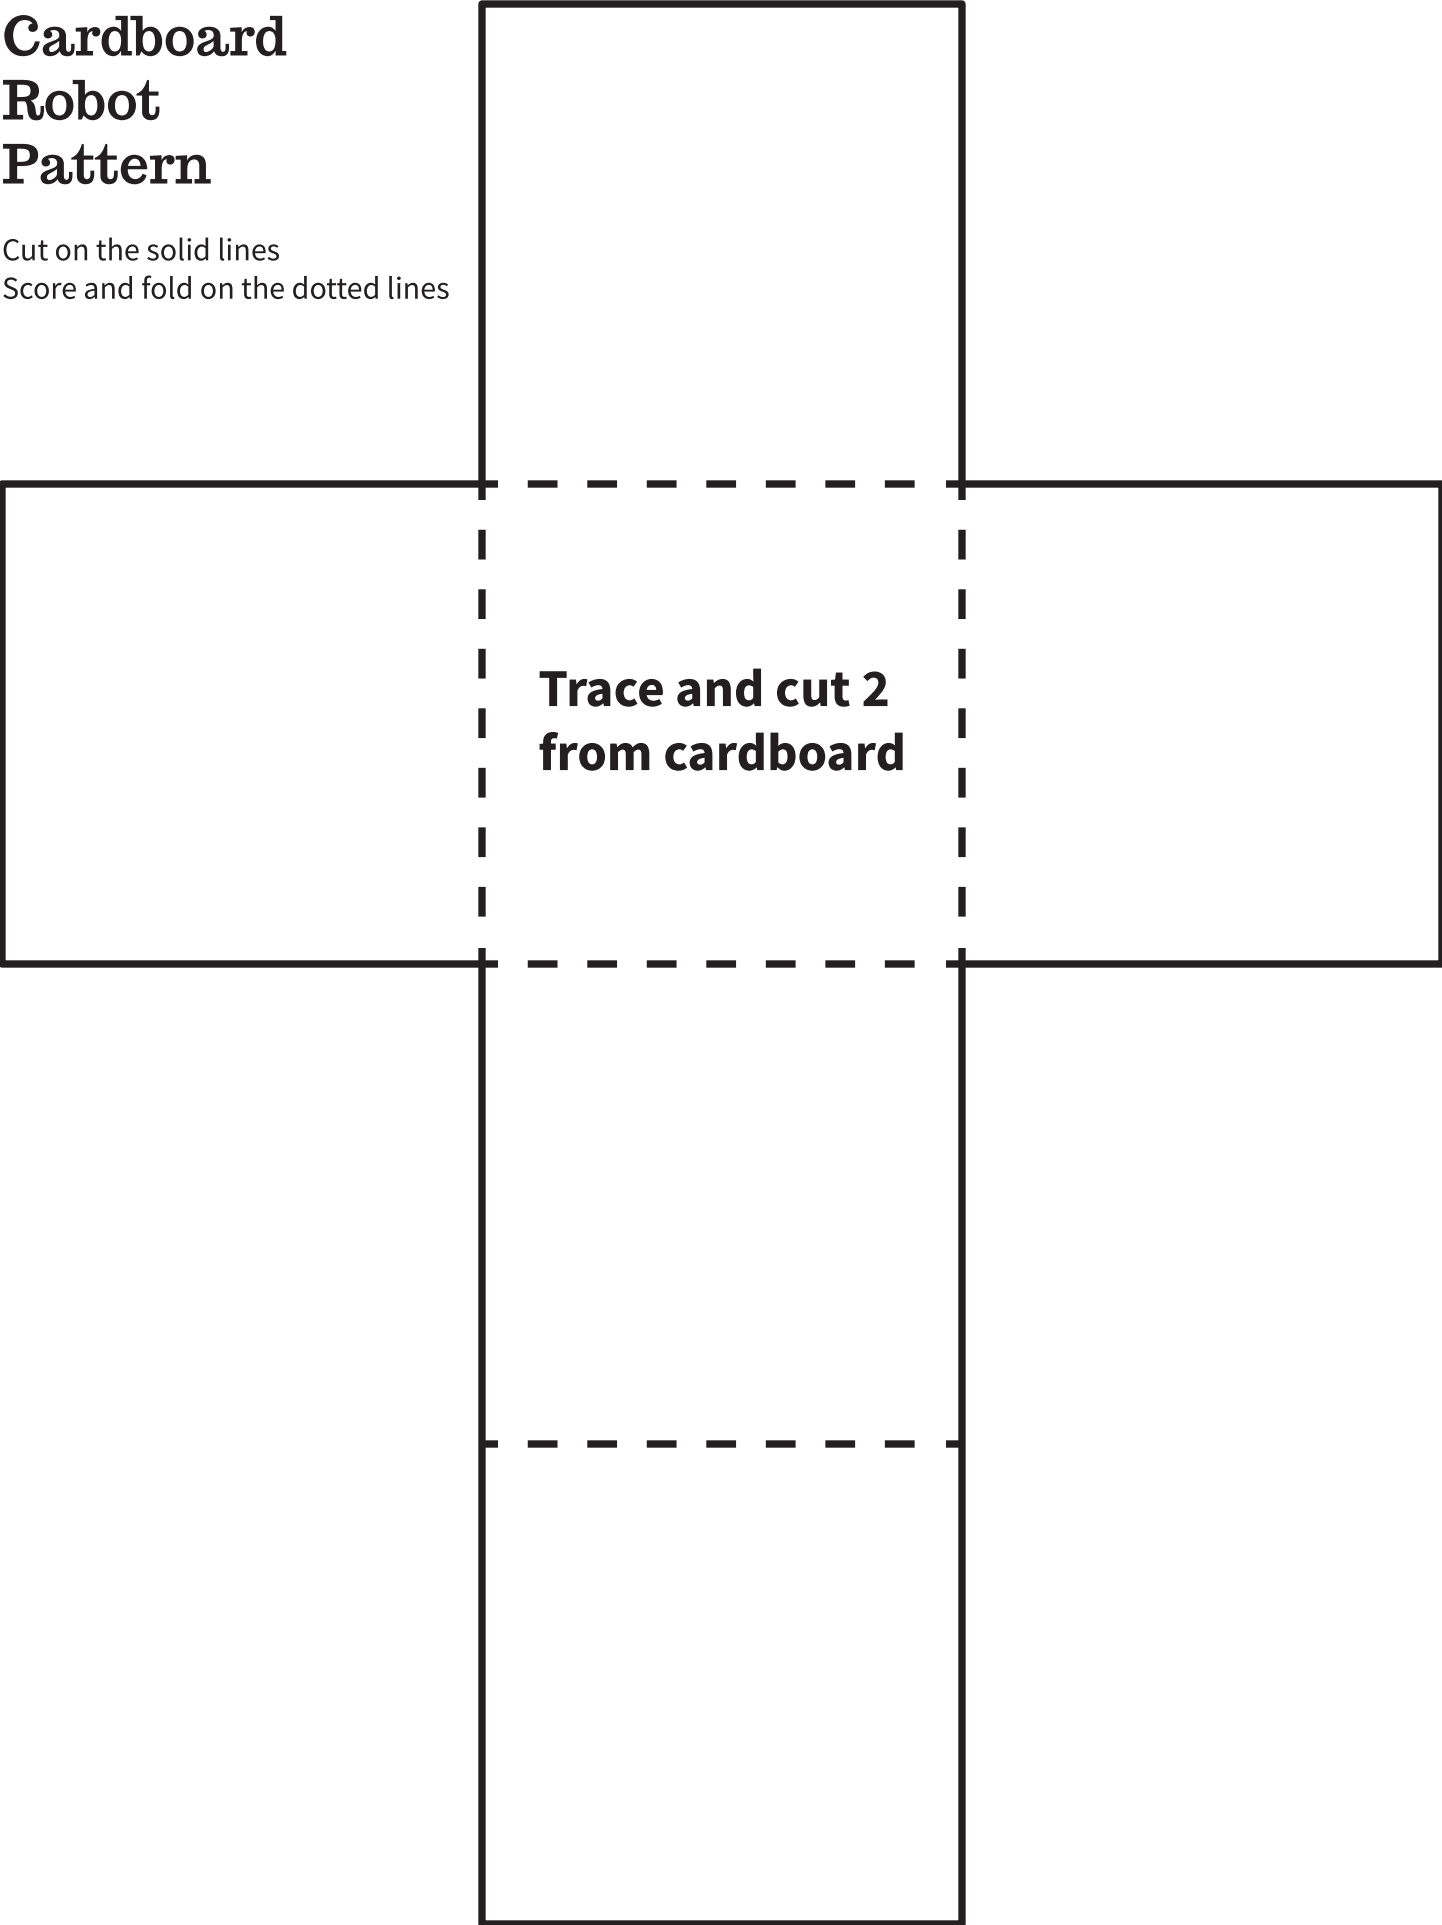 Cardboard
Robot
Pattern
Cut on the solid lines
Score and fold on the dotted lines
Trace and cut 2
from cardboard